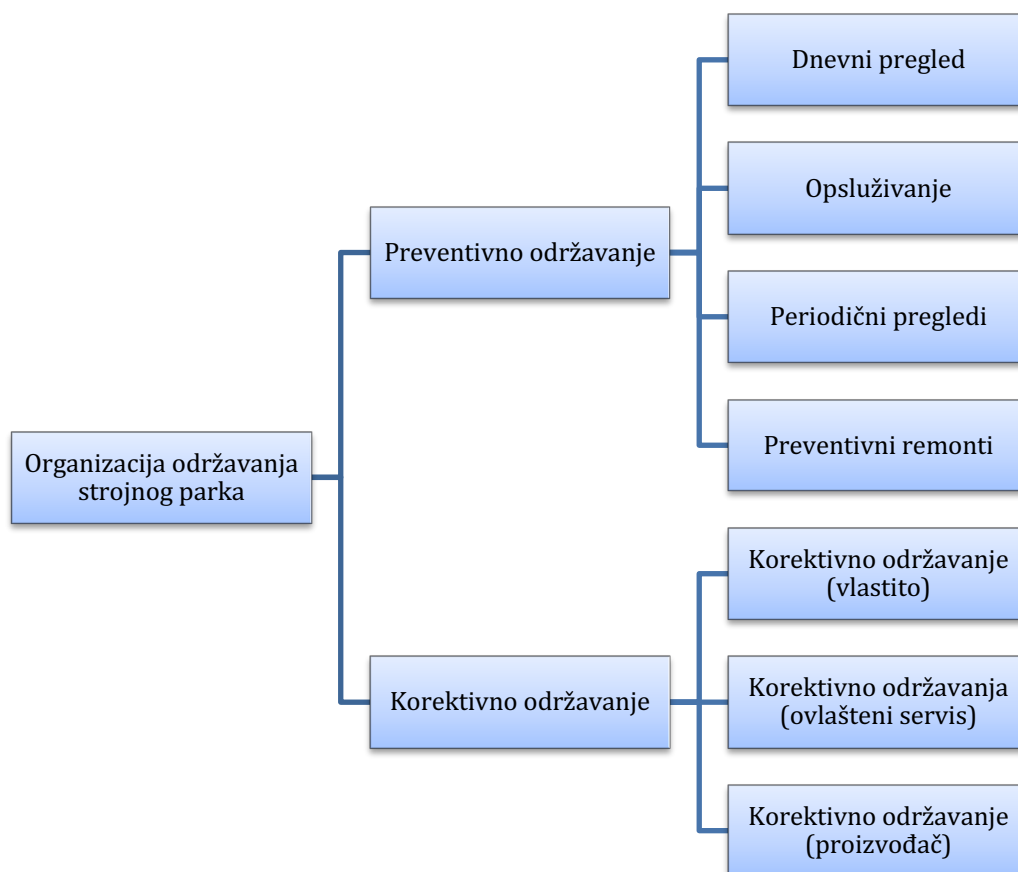 Organizacija održavanja
strojnog parka
Preventivno održavanje
Dnevni pregled
Opsluživanje
Periodični pregledi
Preventivni remonti
Korektivno održavanje
Korektivno održavanje
(vlastito)
Korektivno održavanja
(ovlašteni servis)
Korektivno održavanje
(proizvođač)